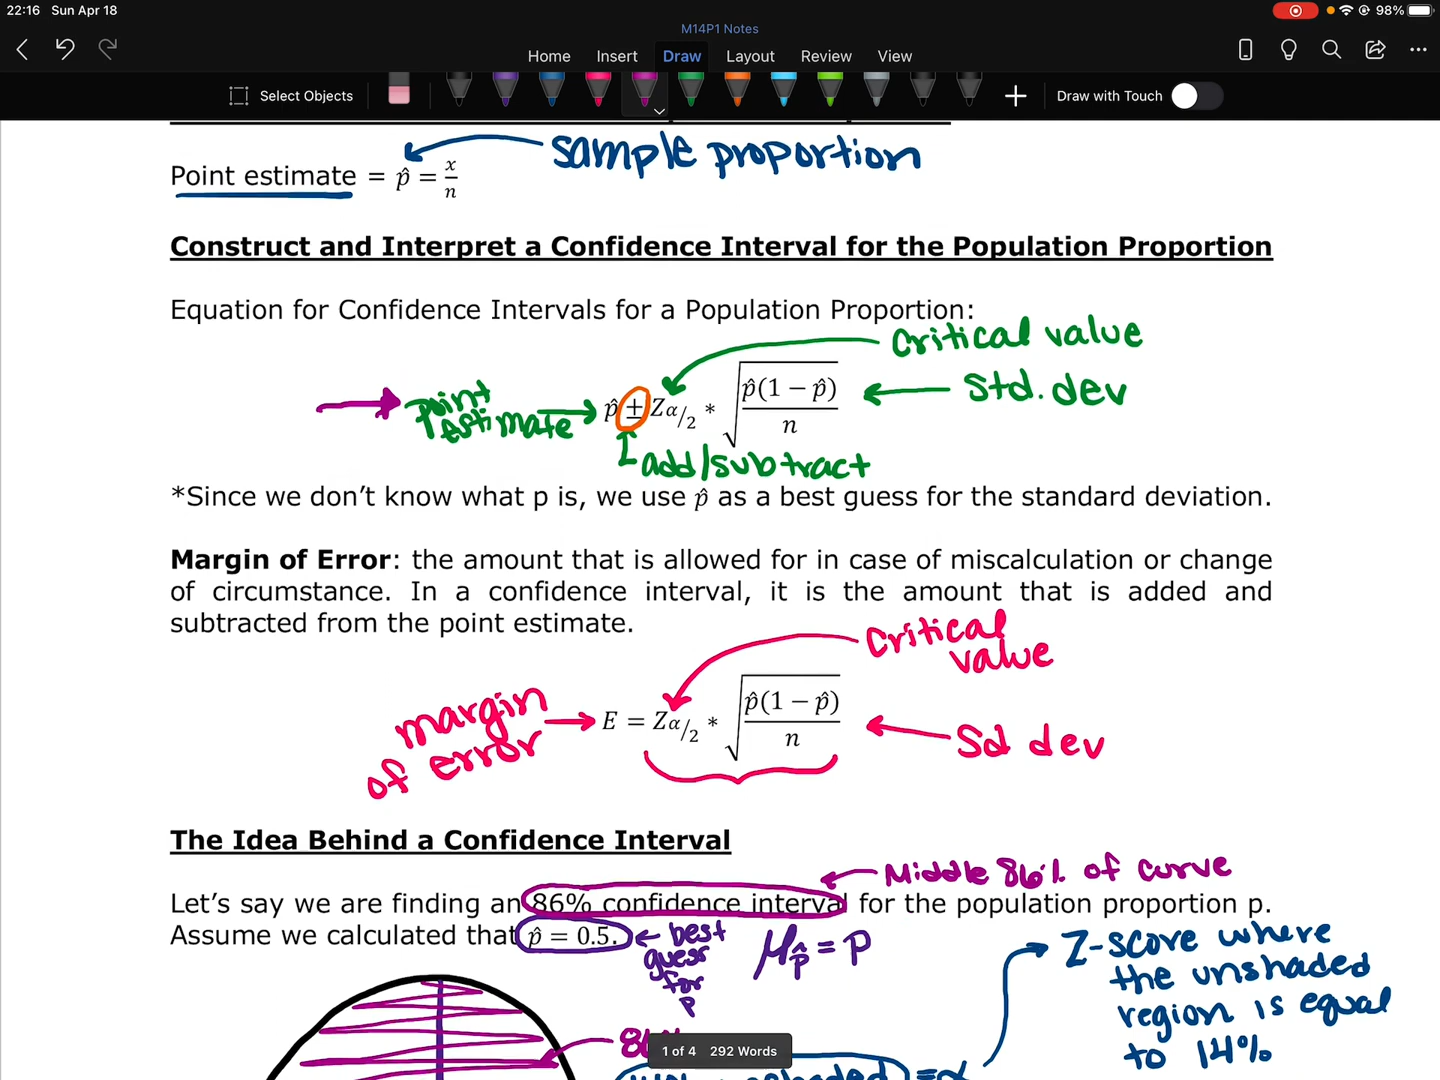 22:16 Sun Apr 18
98%
M14P1 Notes
Home Insert Draw Layout Review View
Select Objects
Draw with Touch
sample proportion
Point estimate = p̂ = x/n
Construct and Interpret a Confidence Interval for the Population Proportion
Equation for Confidence Intervals for a Population Proportion:
critical value
point estimate
p̂ ± Zα/2 * √(p̂(1 − p̂)/n)
Std. dev
add/subtract
*Since we don't know what p is, we use p̂ as a best guess for the standard deviation.
Margin of Error: the amount that is allowed for in case of miscalculation or change
of circumstance. In a confidence interval, it is the amount that is added and
subtracted from the point estimate.
Critical
value
margin
of error
E = Zα/2 * √(p̂(1 − p̂)/n)
Sd dev
The Idea Behind a Confidence Interval
Middle 86% of curve
Let's say we are finding an 86% confidence interval for the population proportion p.
Assume we calculated that p̂ = 0.5.
best
guess
for
p
μp̂ = p
Z-score where
the unshaded
region is equal
to 14%
1 of 4 292 Words